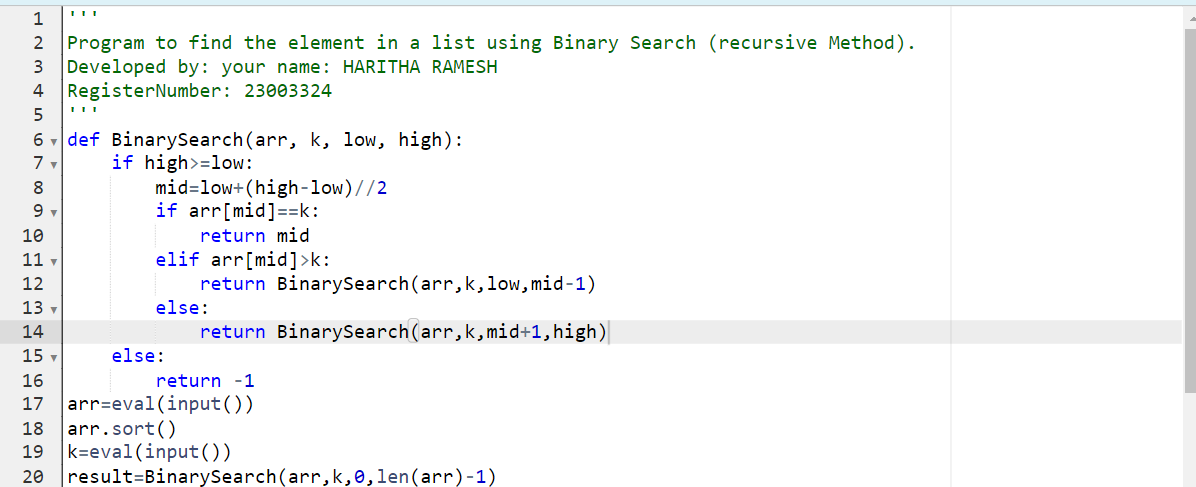 1 '''
2 Program to find the element in a list using Binary Search (recursive Method).
3 Developed by: your name: HARITHA RAMESH
4 RegisterNumber: 23003324
5 '''
6 def BinarySearch(arr, k, low, high):
7     if high>=low:
8         mid=low+(high-low)//2
9         if arr[mid]==k:
10             return mid
11         elif arr[mid]>k:
12             return BinarySearch(arr,k,low,mid-1)
13         else:
14             return BinarySearch(arr,k,mid+1,high)
15     else:
16         return -1
17 arr=eval(input())
18 arr.sort()
19 k=eval(input())
20 result=BinarySearch(arr,k,0,len(arr)-1)